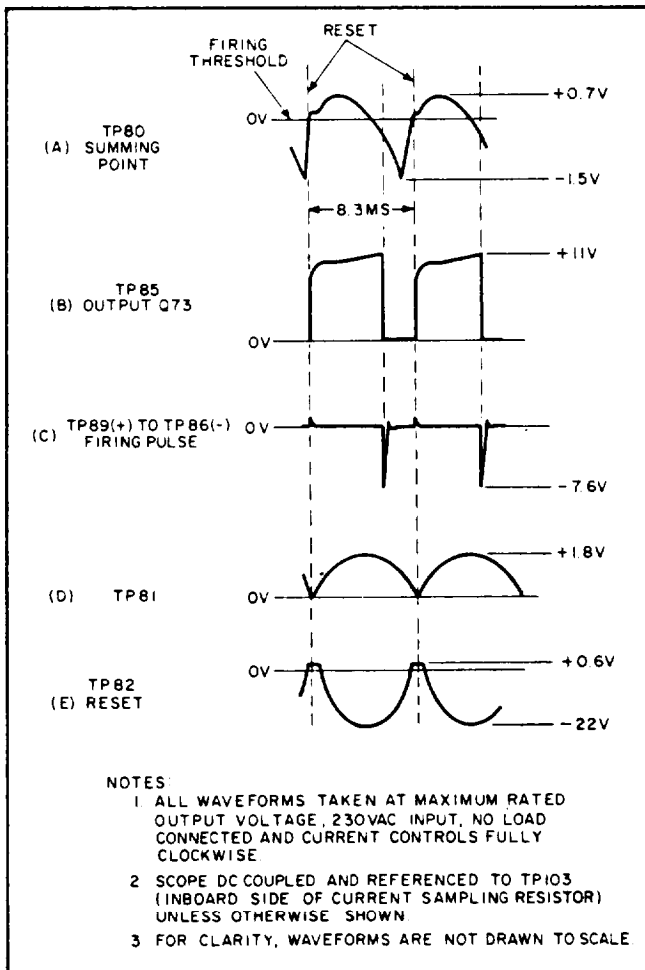 RESET
FIRING
THRESHOLD
+0.7V
0V
TP80
(A) SUMMING
POINT
-1.5V
8.3MS
+11V
TP85
(B) OUTPUT Q73
0V
TP89(+) TO TP86(-)
(C) FIRING PULSE
0V
-7.6V
+1.8V
(D) TP81
0V
+0.6V
0V
TP82
(E) RESET
-22V
NOTES:
1. ALL WAVEFORMS TAKEN AT MAXIMUM RATED
OUTPUT VOLTAGE, 230VAC INPUT, NO LOAD
CONNECTED AND CURRENT CONTROLS FULLY
CLOCKWISE.
2 SCOPE DC COUPLED AND REFERENCED TO TP103
(INBOARD SIDE OF CURRENT SAMPLING RESISTOR)
UNLESS OTHERWISE SHOWN.
3 FOR CLARITY, WAVEFORMS ARE NOT DRAWN TO SCALE.